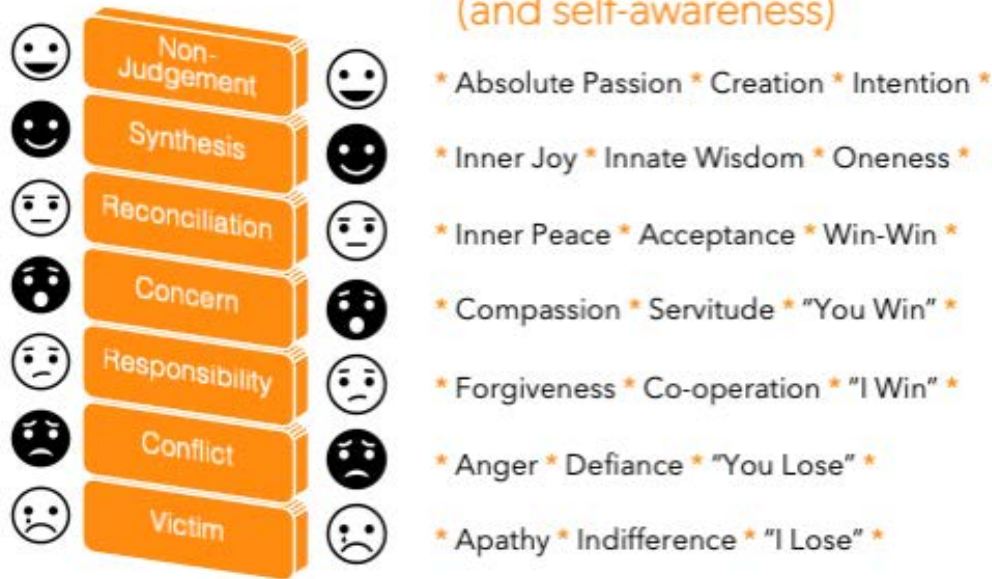 (and self-awareness)
Non-
Judgement
* Absolute Passion * Creation * Intention *
Synthesis
* Inner Joy * Innate Wisdom * Oneness *
Reconciliation
* Inner Peace * Acceptance * Win-Win *
Concern
* Compassion * Servitude * "You Win" *
Responsibility
* Forgiveness * Co-operation * "I Win" *
Conflict
* Anger * Defiance * "You Lose" *
Victim
* Apathy * Indifference * "I Lose" *